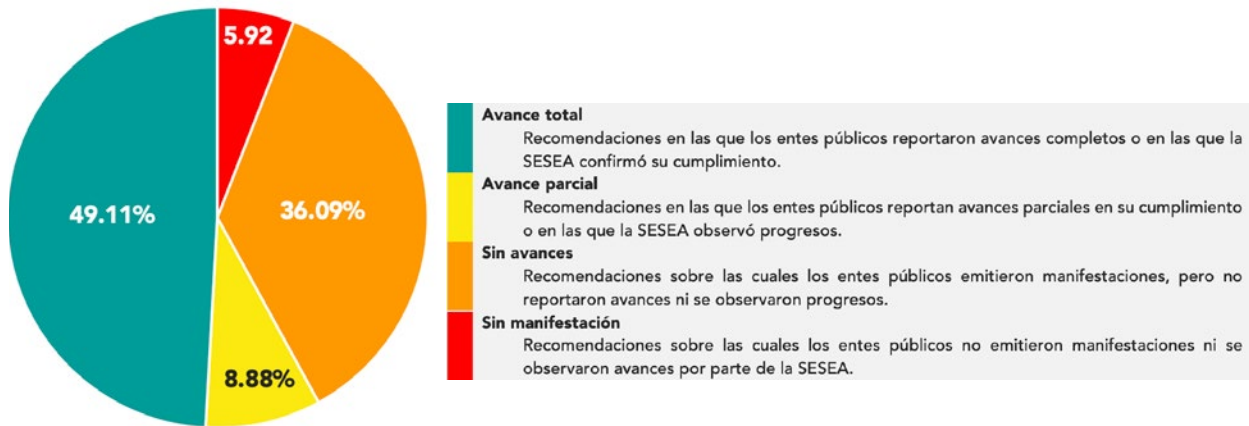 5.92
36.09%
49.11%
8.88%
Avance total
Recomendaciones en las que los entes públicos reportaron avances completos o en las que la
SESEA confirmó su cumplimiento.
Avance parcial
Recomendaciones en las que los entes públicos reportan avances parciales en su cumplimiento
o en las que la SESEA observó progresos.
Sin avances
Recomendaciones sobre las cuales los entes públicos emitieron manifestaciones, pero no
reportaron avances ni se observaron progresos.
Sin manifestación
Recomendaciones sobre las cuales los entes públicos no emitieron manifestaciones ni se
observaron avances por parte de la SESEA.